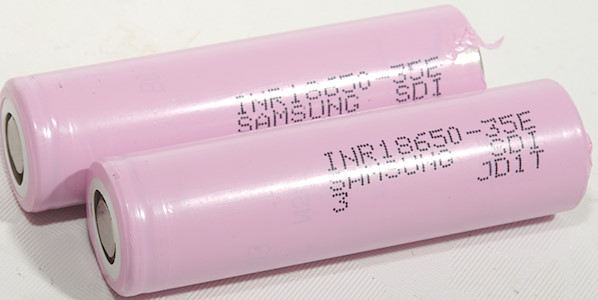 INR18650-35E
SAMSUNG SDI
INR18650-35E
SAMSUNG SDI
3 JD1T